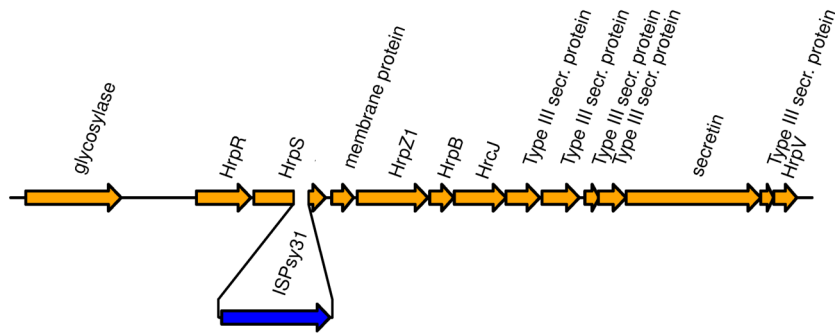 glycosylase
HrpR
HrpS
membrane protein
HrpZ1
HrpB
HrcJ
Type III secr. protein
Type III secr. protein
Type III secr. protein
Type III secr. protein
secretin
Type III secr. protein
HrpV
ISPsy31